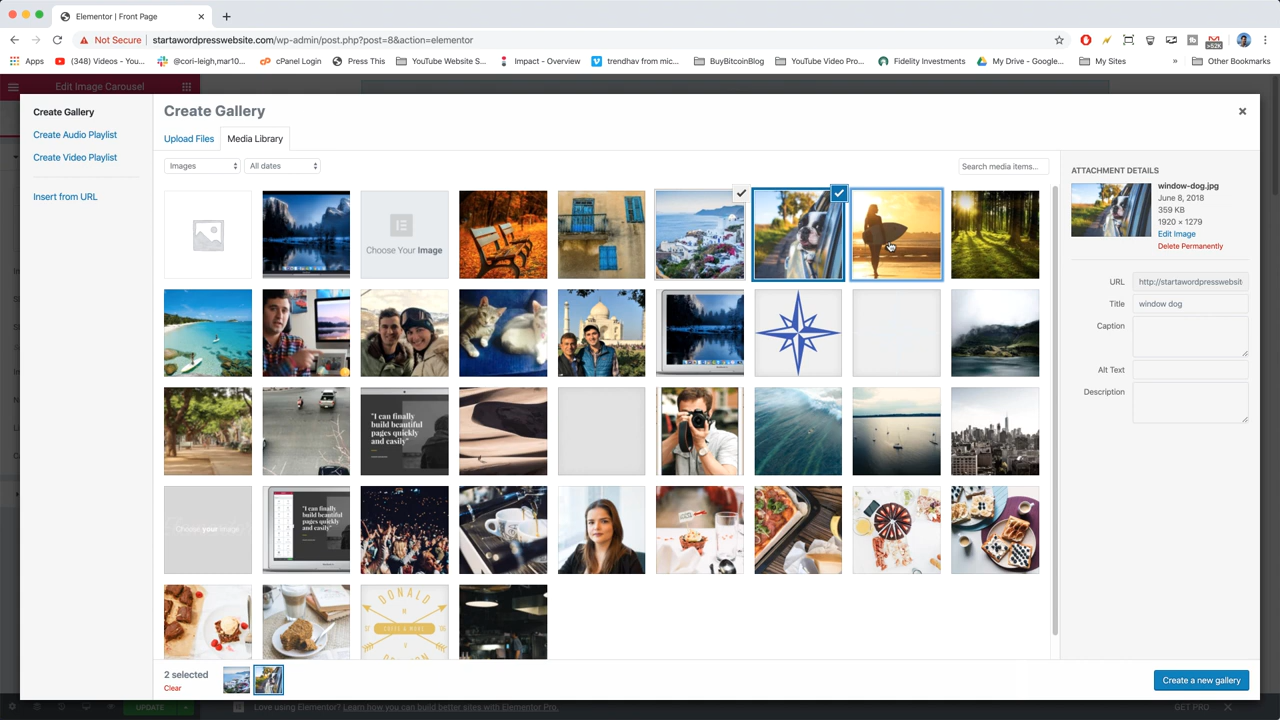 Elementor | Front Page
Not Secure startawordpresswebsite.com/wp-admin/post.php?post=8&action=elementor
>52K
Apps (348) Videos - You... @cori-leigh,mar10... cPanel Login Press This YouTube Website S... Impact - Overview trendhav from mic... BuyBitcoinBlog YouTube Video Pro... Fidelity Investments My Drive - Google... My Sites » Other Bookmarks
Edit Image Carousel
Create Gallery
Create Audio Playlist
Create Video Playlist
Insert from URL
Create Gallery
Upload Files Media Library
Images All dates Search media items...
Choose Your Image
"I can finally
build beautiful
pages quickly
and easily"
Choose your image
"I can finally
build beautiful
pages quickly
and easily"
DONALD
COFFE & MORE
ATTACHMENT DETAILS
window-dog.jpg
June 8, 2018
359 KB
1920 × 1279
Edit Image
Delete Permanently
URL http://startawordpresswebsit
Title window dog
Caption
Alt Text
Description
2 selected
Clear
Create a new gallery
UPDATE
Love using Elementor? Learn how you can build better sites with Elementor Pro.
GET PRO